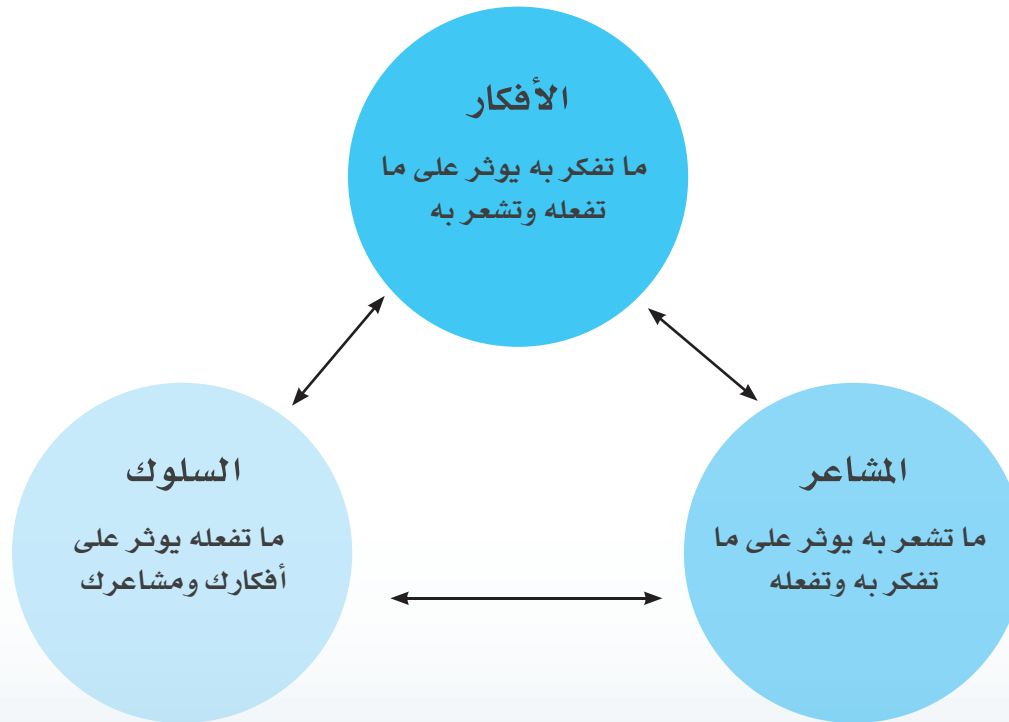 الأفكار
ما تفكر به يوثر على ما
تفعله وتشعر به
المشاعر
ما تشعر به يوثر على ما
تفكر به وتفعله
السلوك
ما تفعله يوثر على
أفكارك ومشاعرك